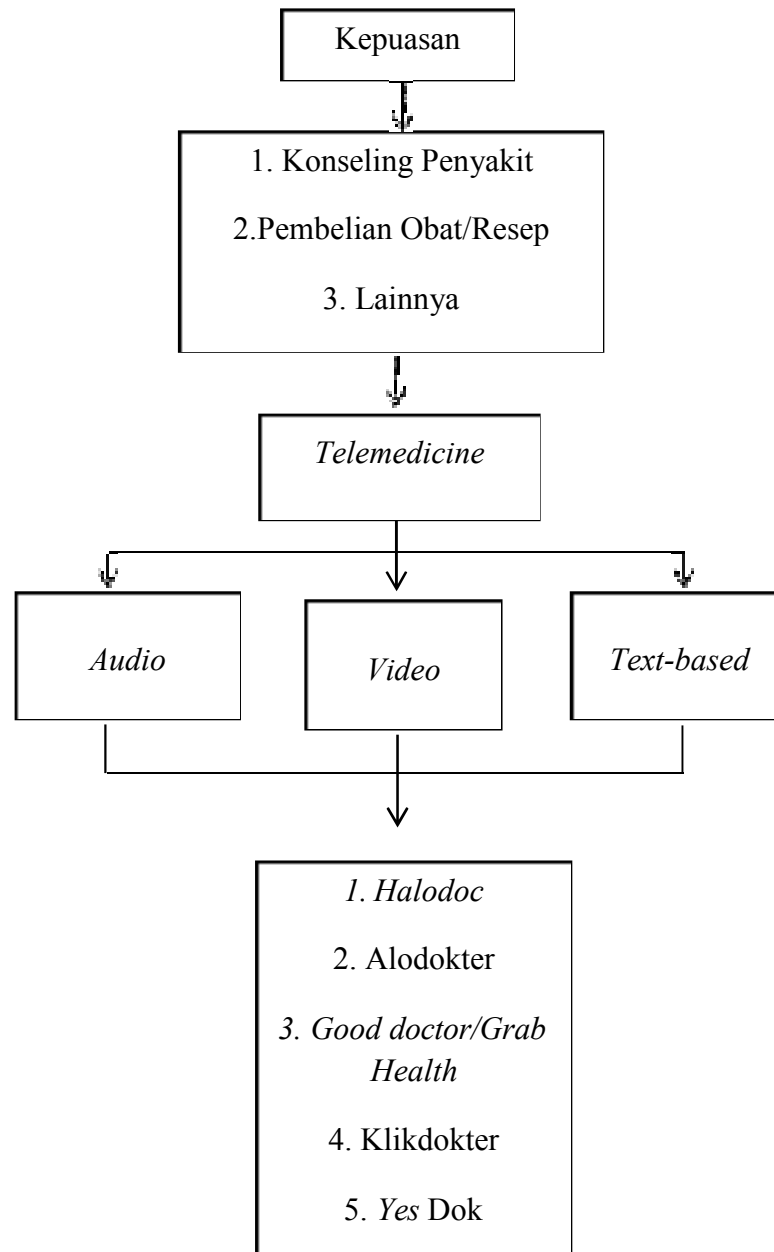 Kepuasan
1. Konseling Penyakit
2.Pembelian Obat/Resep
3. Lainnya
Telemedicine
Audio
Video
Text-based
1. Halodoc
2. Alodokter
3. Good doctor/Grab
Health
4. Klikdokter
5. Yes Dok